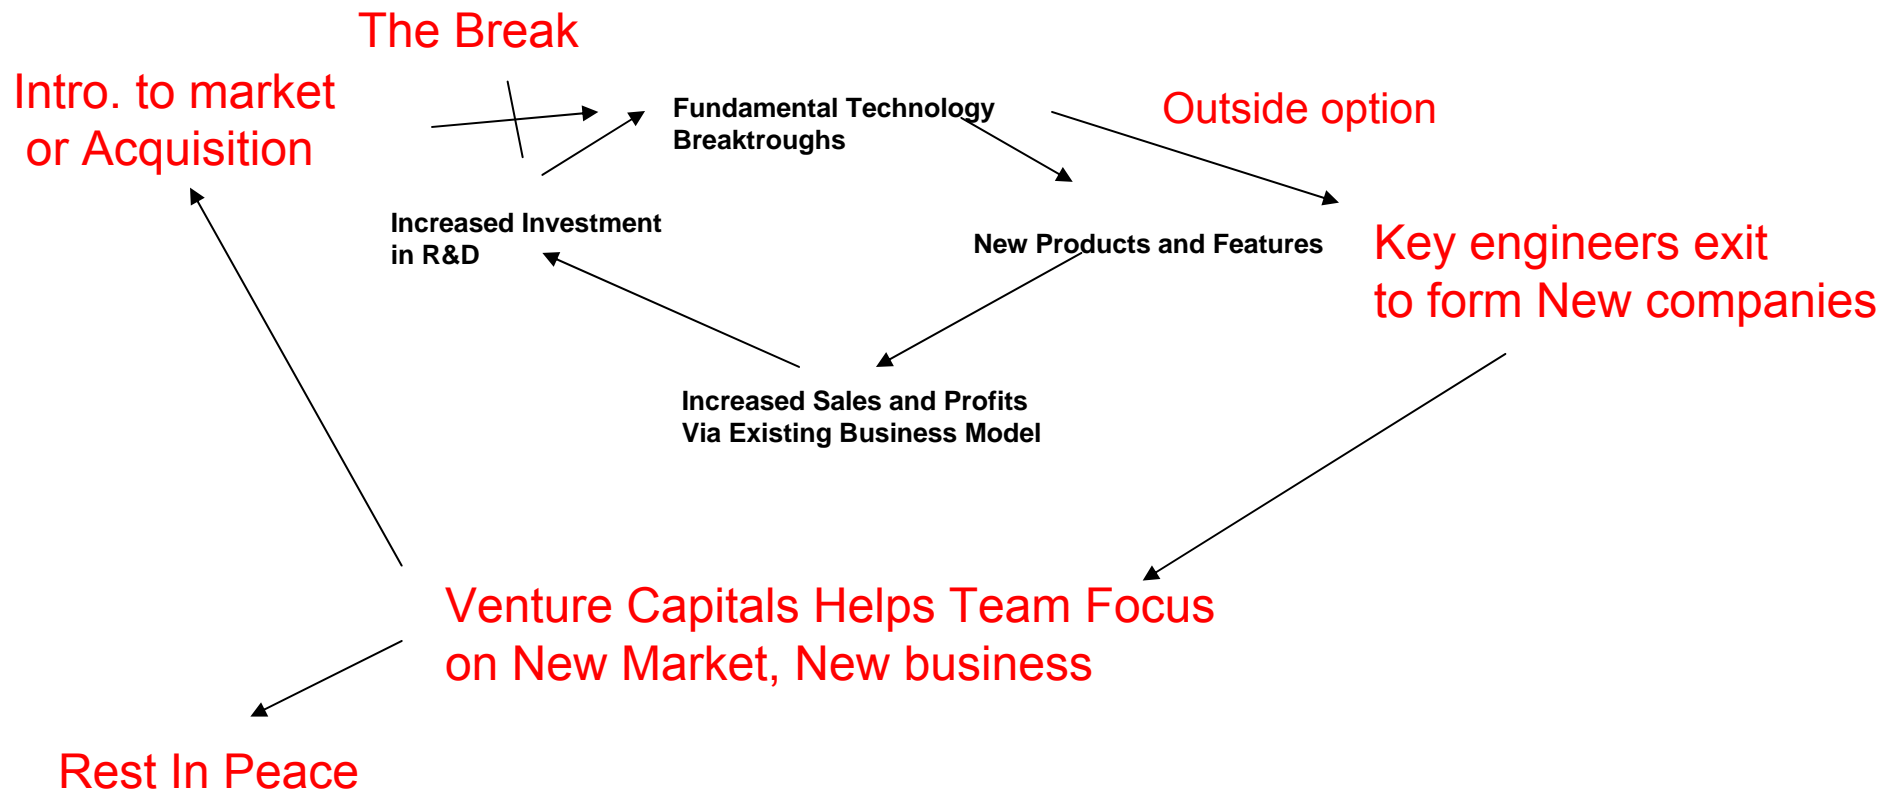 The Break
Intro. to market
or Acquisition
Fundamental Technology
Breaktroughs
Outside option
Increased Investment
in R&D
New Products and Features
Key engineers exit
to form New companies
Increased Sales and Profits
Via Existing Business Model
Venture Capitals Helps Team Focus
on New Market, New business
Rest In Peace